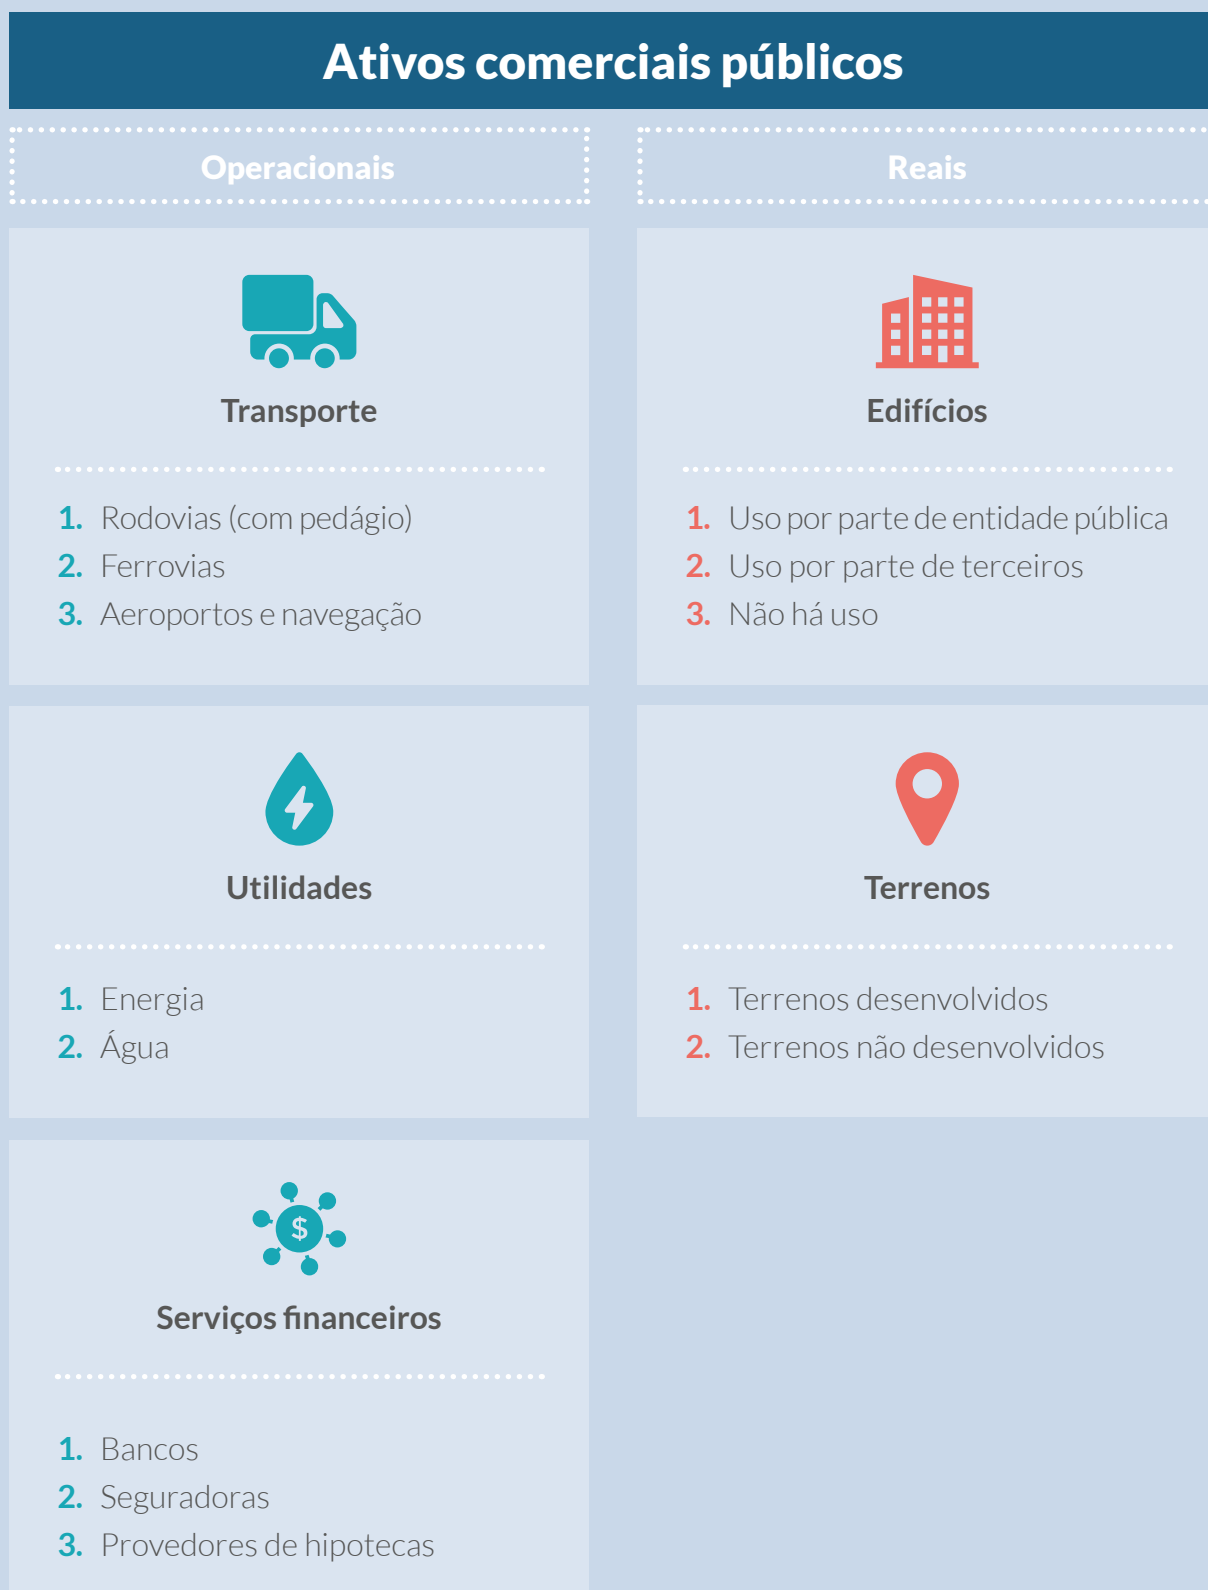 Ativos comerciais públicos
Operacionais
Transporte
1. Rodovias (com pedágio)
2. Ferrovias
3. Aeroportos e navegação
Utilidades
1. Energia
2. Água
$
Serviços financeiros
1. Bancos
2. Seguradoras
3. Provedores de hipotecas
Reais
Edifícios
1. Uso por parte de entidade pública
2. Uso por parte de terceiros
3. Não há uso
Terrenos
1. Terrenos desenvolvidos
2. Terrenos não desenvolvidos